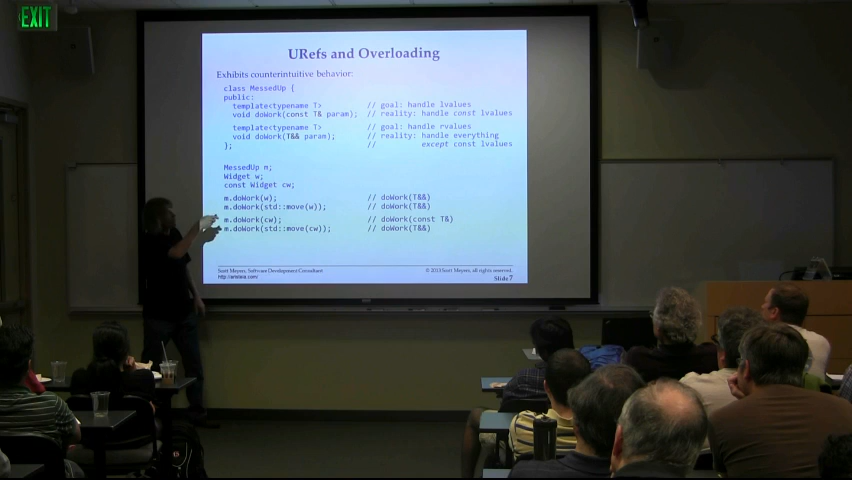 EXIT
URefs and Overloading
Exhibits counterintuitive behavior:
class MessedUp {
public:
template<typename T> // goal: handle lvalues
void doWork(const T& param); // reality: handle const lvalues
template<typename T> // goal: handle rvalues
void doWork(T&& param); // reality: handle everything
}; // except const lvalues
MessedUp m;
Widget w;
const Widget cw;
m.doWork(w); // doWork(T&&)
m.doWork(std::move(w)); // doWork(T&&)
m.doWork(cw); // doWork(const T&)
m.doWork(std::move(cw)); // doWork(T&&)
Scott Meyers, Software Development Consultant © 2013 Scott Meyers, all rights reserved.
http://aristeia.com/ Slide 7